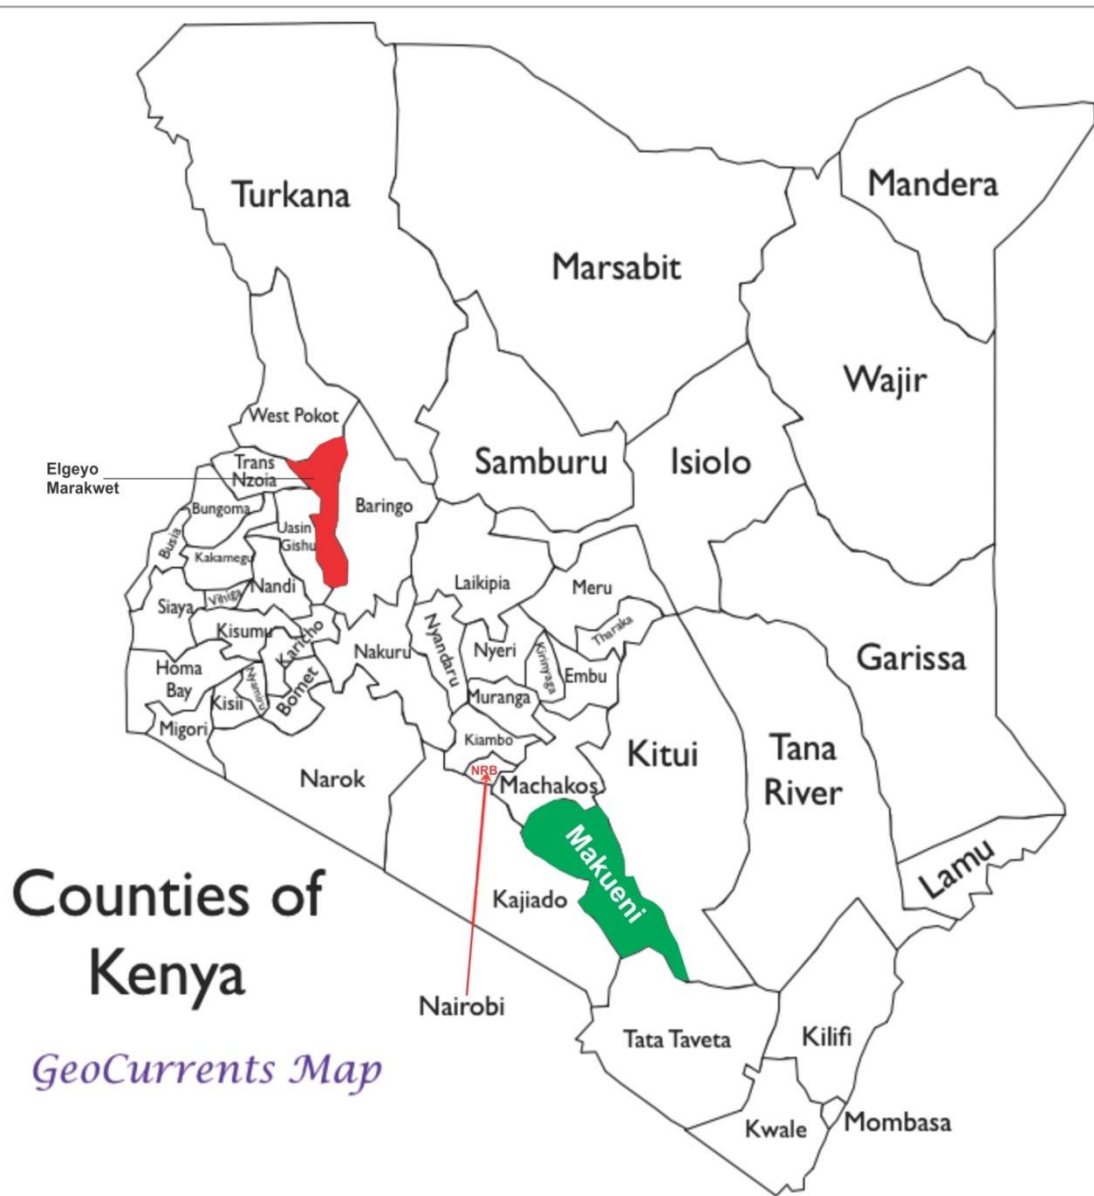 Turkana
Mandera
Marsabit
Wajir
West Pokot
Samburu
Isiolo
Trans
Nzoia
Elgeyo
Marakwet
Baringo
Bungoma
Uasin
Gishu
Busia
Kakamega
Laikipia
Meru
Nandi
Vihiga
Siaya
Kisumu
Karicho
Nyandaru
Nyeri
Kirinyaga
Tharaka
Embu
Nakuru
Garissa
Homa
Bay
Nyamiru
Bomet
Kisii
Muranga
Migori
Kiambo
Kitui
Tana
River
NRB
Narok
Machakos
Makueni
Lamu
Counties of
Kenya
Kajiado
Nairobi
Tata Taveta
Kilifi
GeoCurrents Map
Kwale
Mombasa